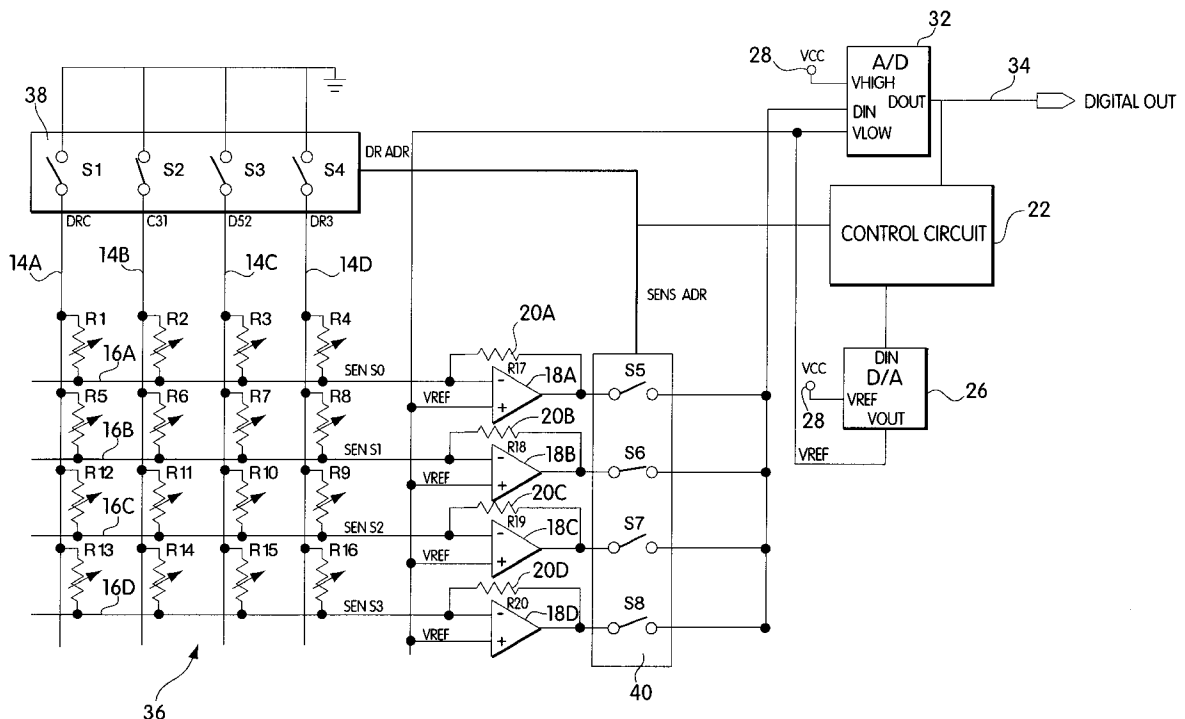 32
VCC
28
A/D
VHIGH
DOUT
DIN
VLOW
34
DIGITAL OUT
38
S1
S2
S3
S4
DR ADR
DRC
C31
D52
DR3
CONTROL CIRCUIT
22
14A
14B
14C
14D
SENS ADR
R1
R2
R3
R4
16A
SEN S0
20A
R17
18A
VREF
-
+
S5
DIN
D/A
VCC
28
VREF
VOUT
26
VREF
R5
R6
R7
R8
16B
SEN S1
20B
R18
18B
VREF
-
+
S6
R12
R11
R10
R9
16C
SEN S2
20C
R19
18C
VREF
-
+
S7
R13
R14
R15
R16
16D
SEN S3
20D
R20
18D
VREF
-
+
S8
36
40